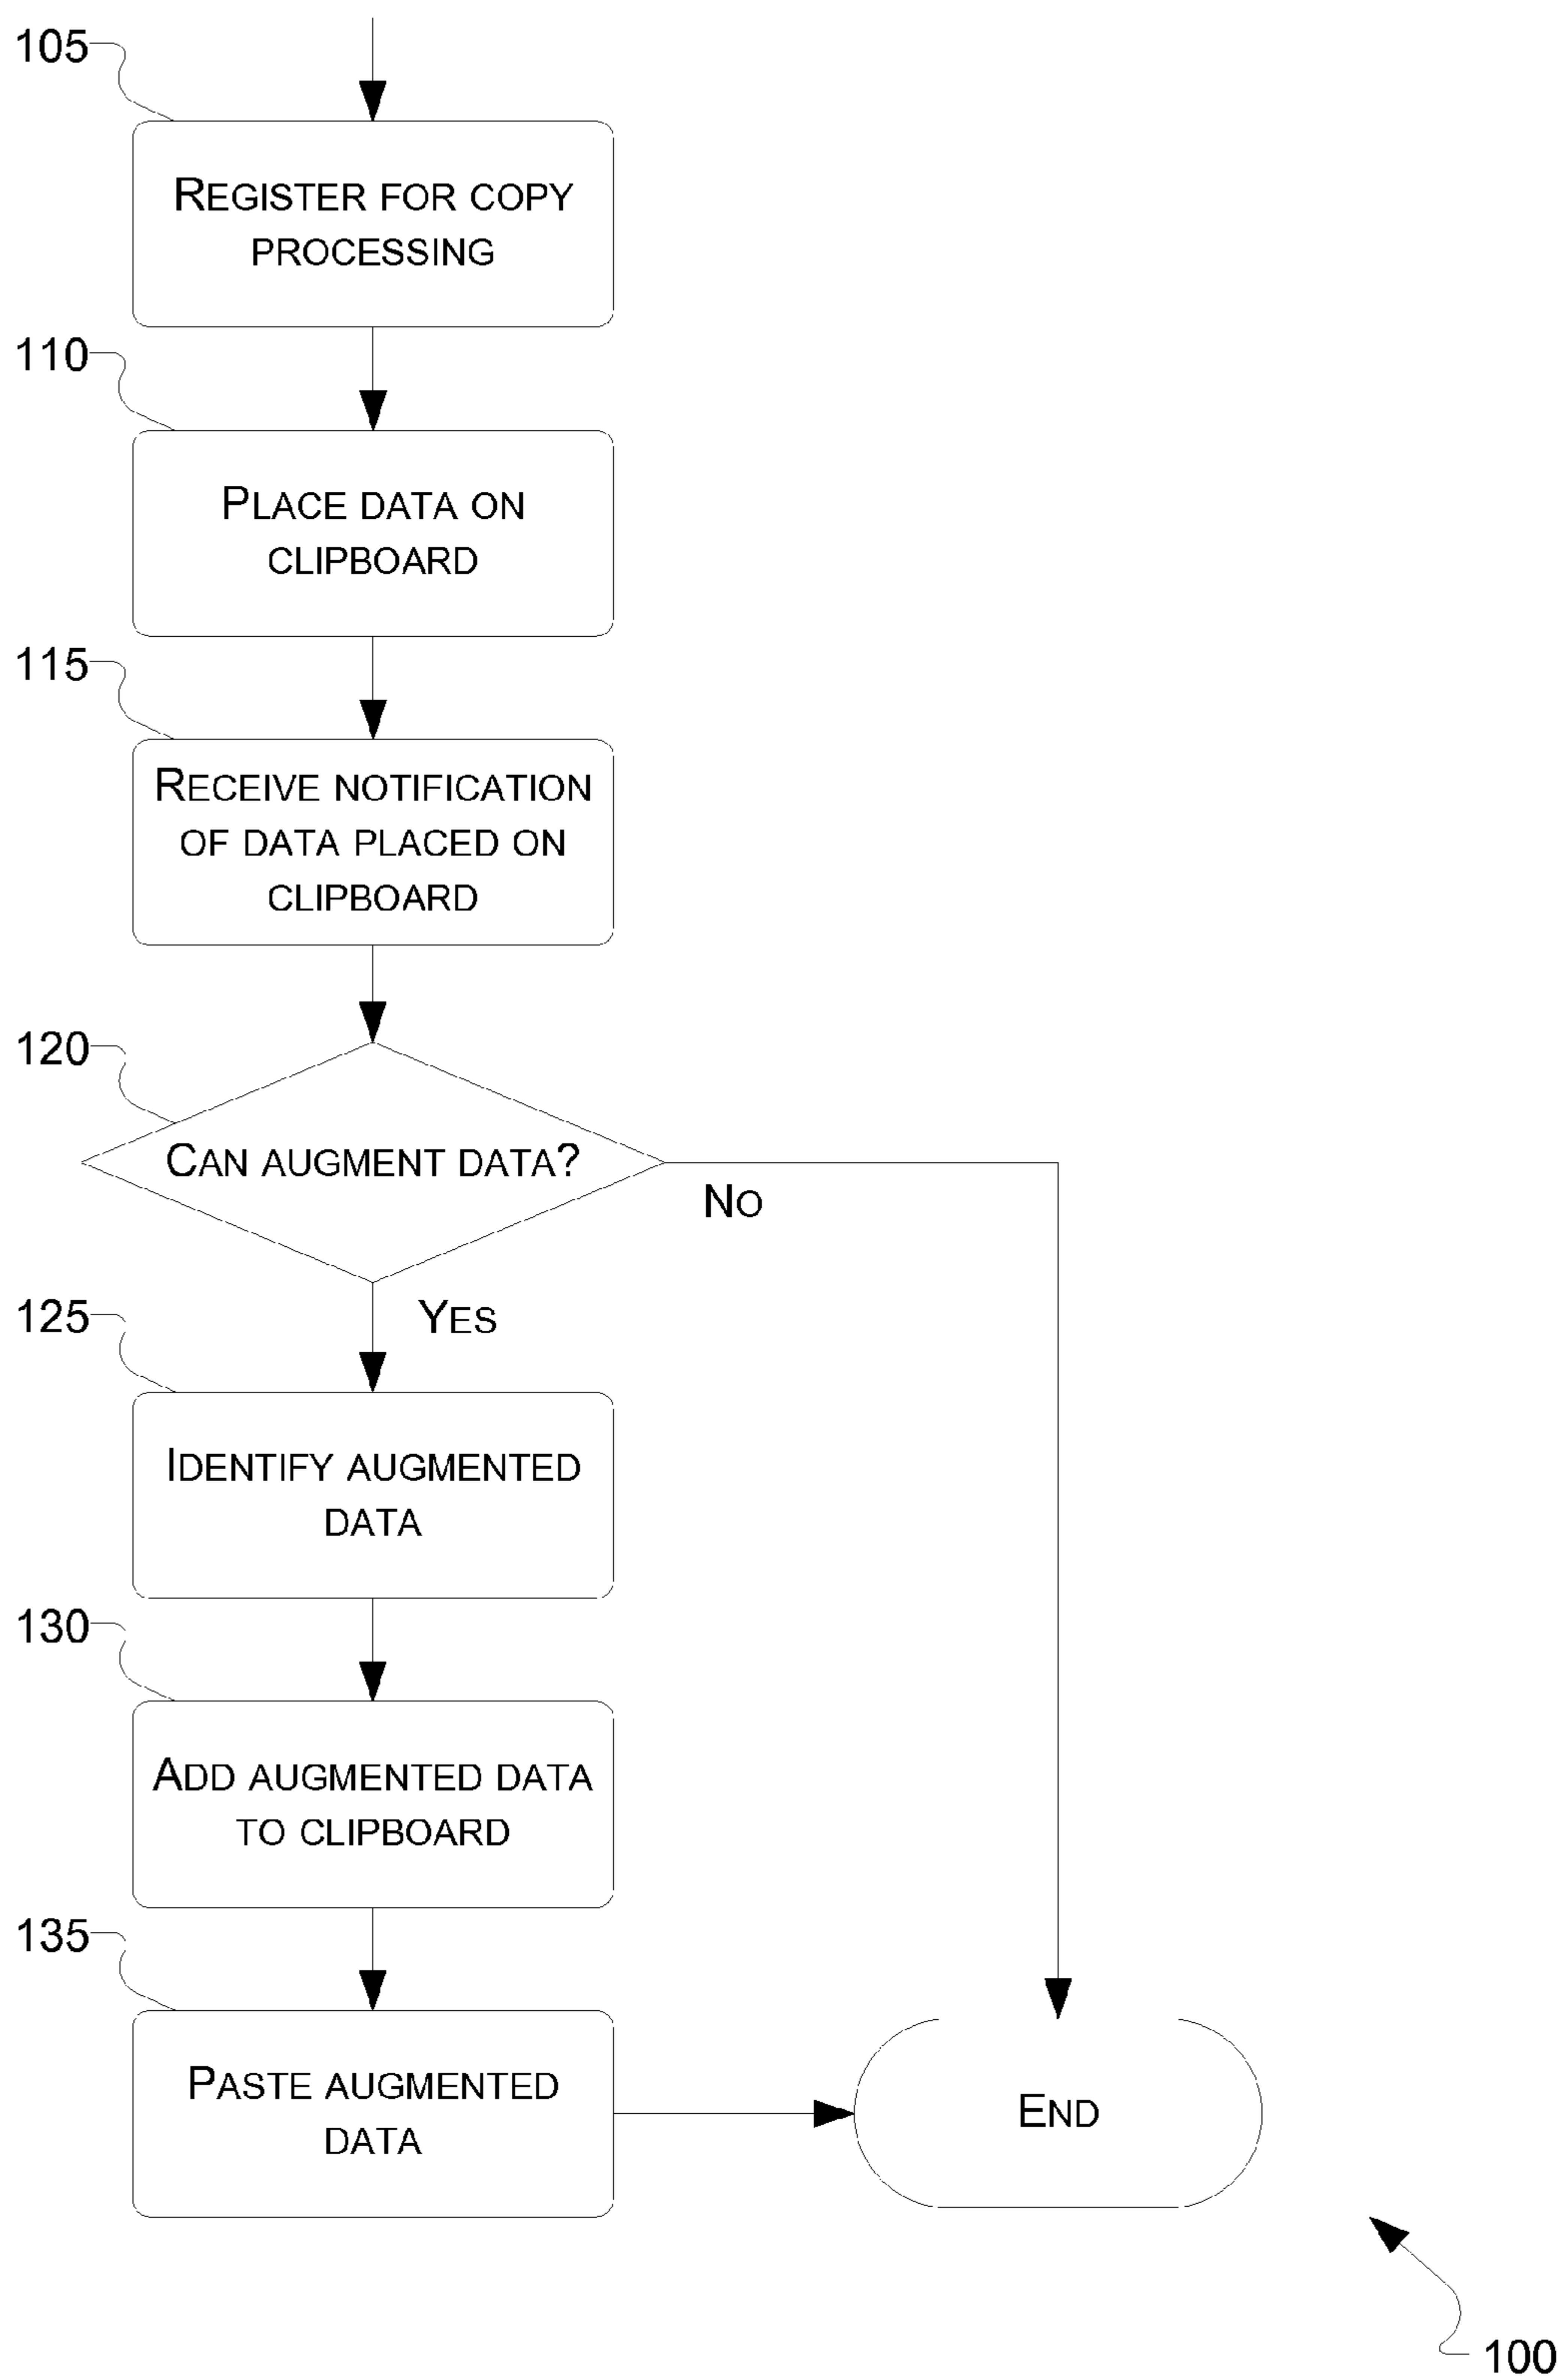 105
REGISTER FOR COPY
PROCESSING
110
PLACE DATA ON
CLIPBOARD
115
RECEIVE NOTIFICATION
OF DATA PLACED ON
CLIPBOARD
120
CAN AUGMENT DATA?
NO
YES
125
IDENTIFY AUGMENTED
DATA
130
ADD AUGMENTED DATA
TO CLIPBOARD
135
PASTE AUGMENTED
DATA
END
100